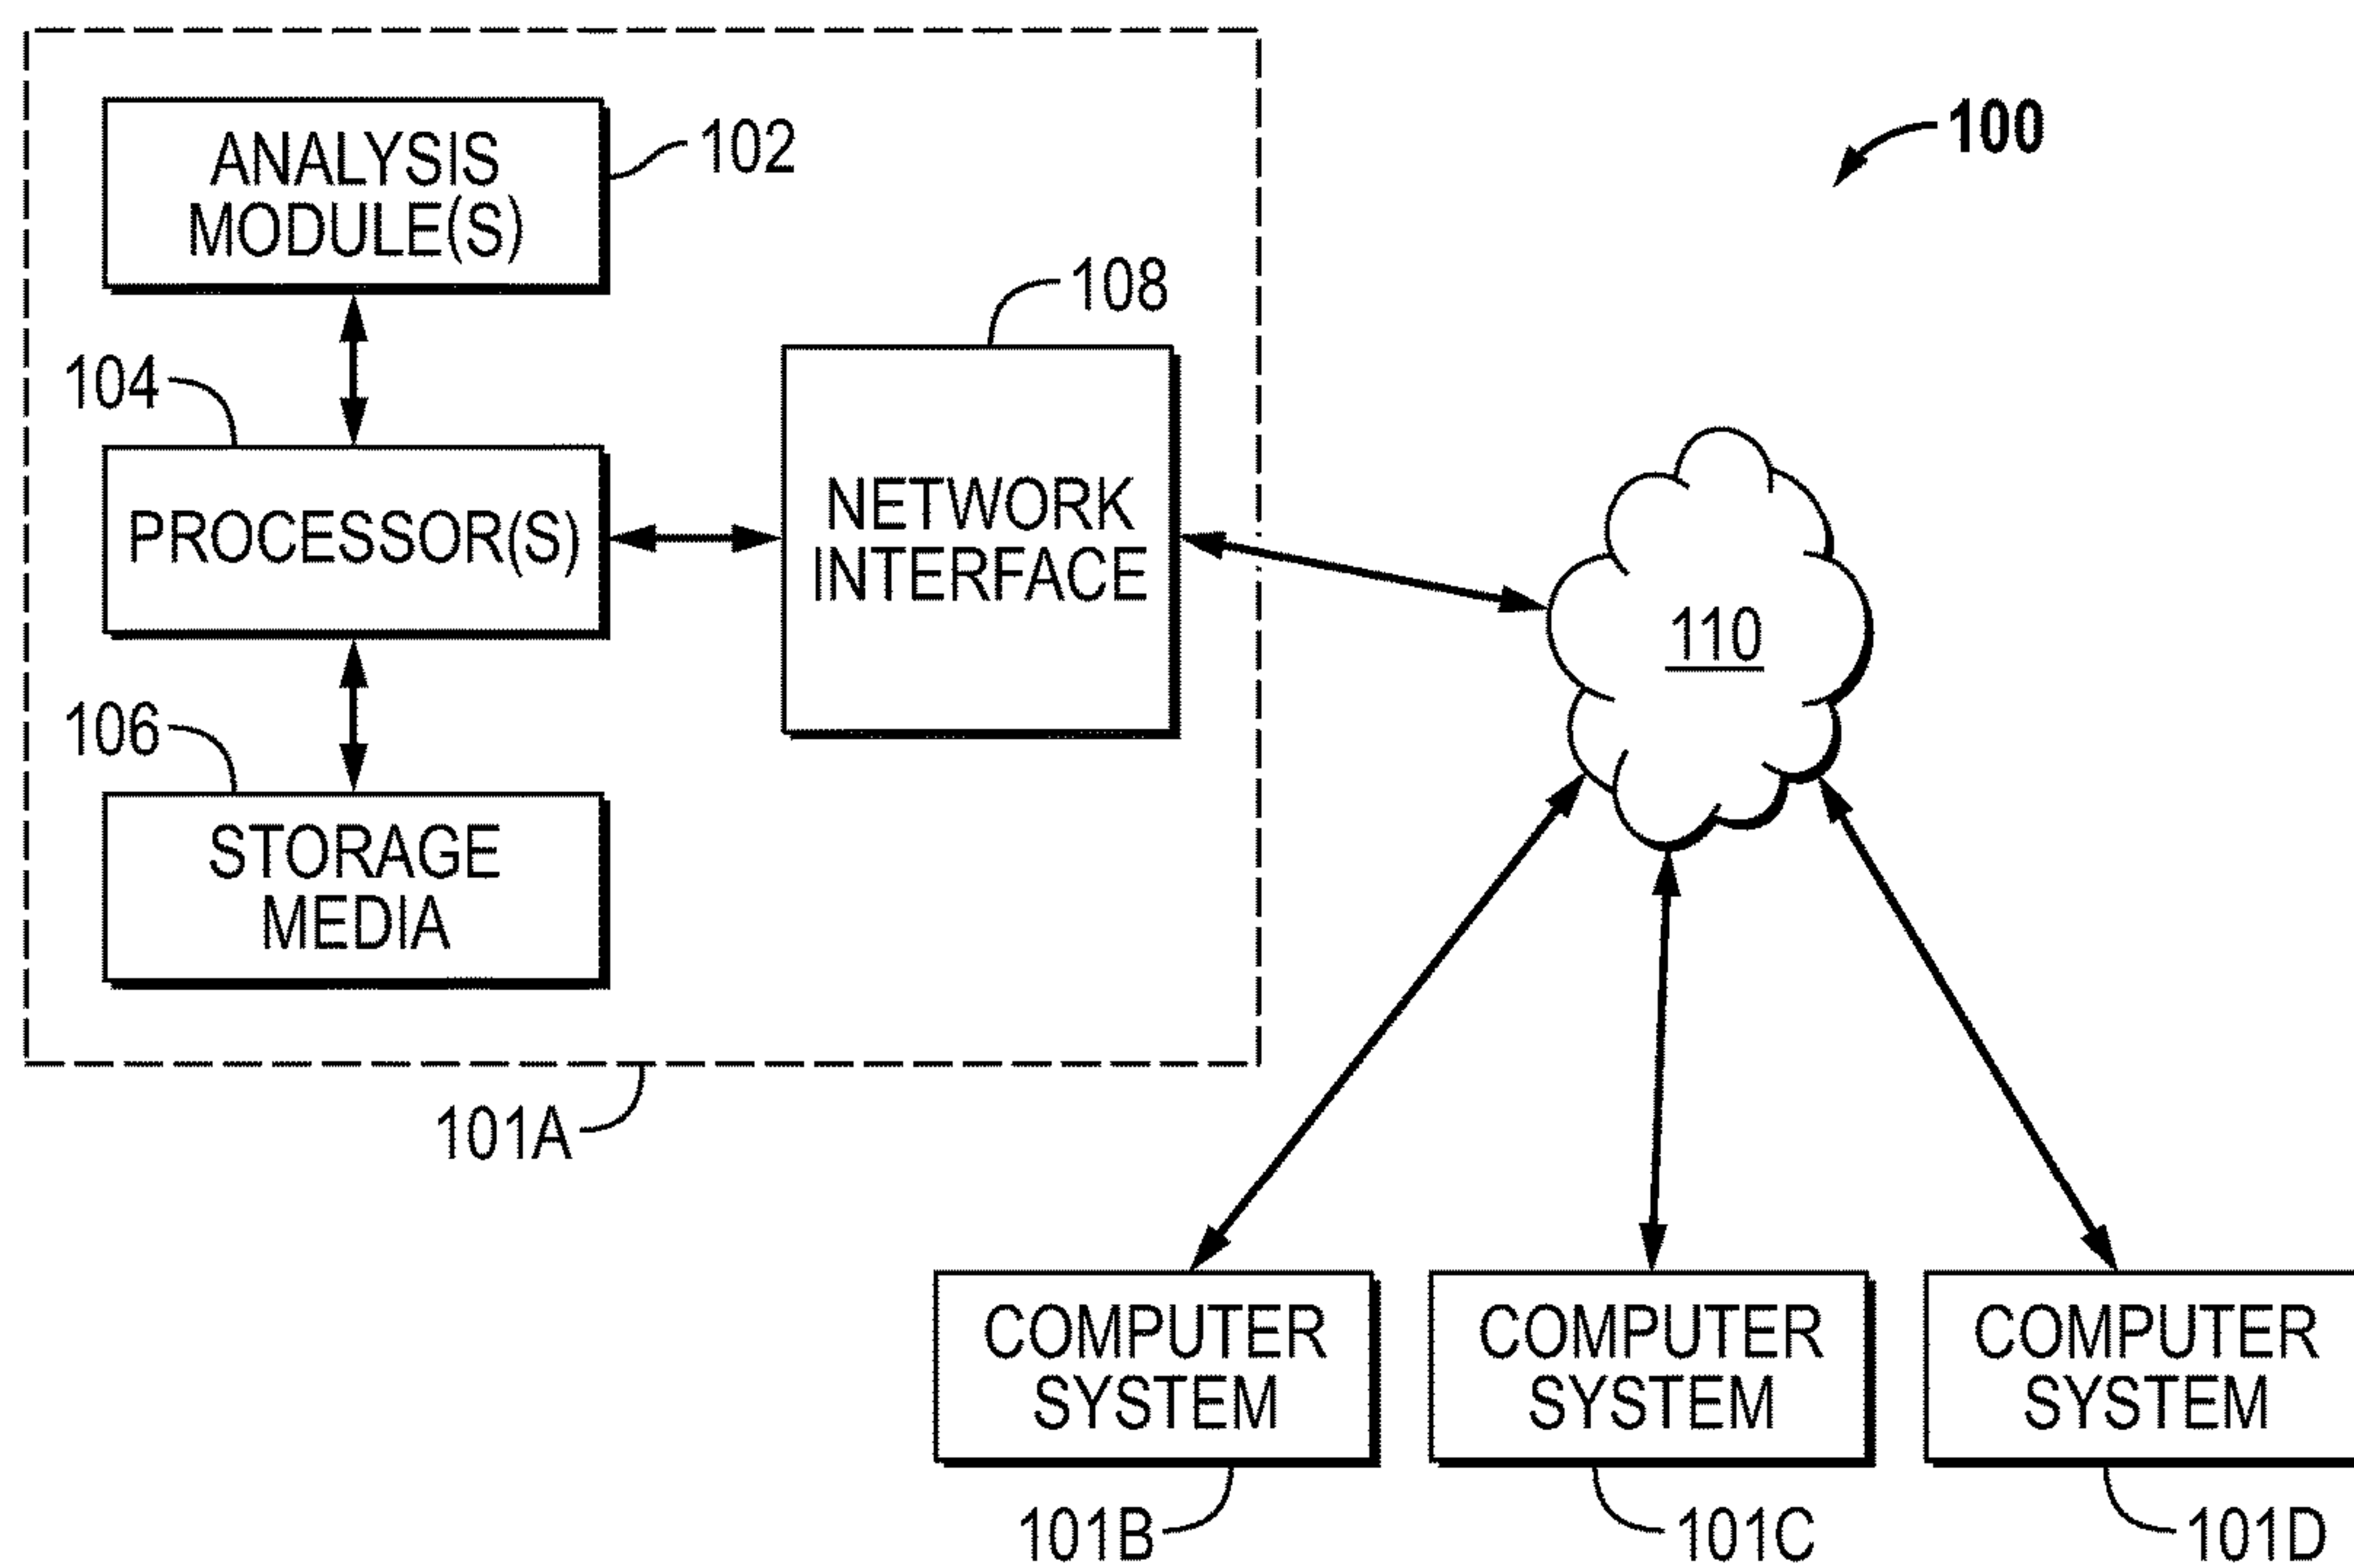 ANALYSIS
MODULE(S)
102
100
108
104
PROCESSOR(S)
NETWORK
INTERFACE
110
106
STORAGE
MEDIA
101A
COMPUTER
SYSTEM
COMPUTER
SYSTEM
COMPUTER
SYSTEM
101B
101C
101D